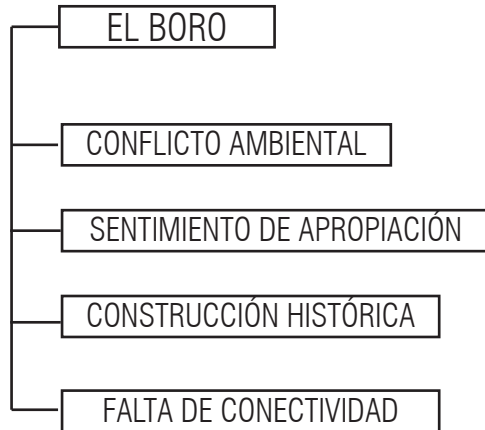 EL BORO
CONFLICTO AMBIENTAL
SENTIMIENTO DE APROPIACIÓN
CONSTRUCCIÓN HISTÓRICA
FALTA DE CONECTIVIDAD